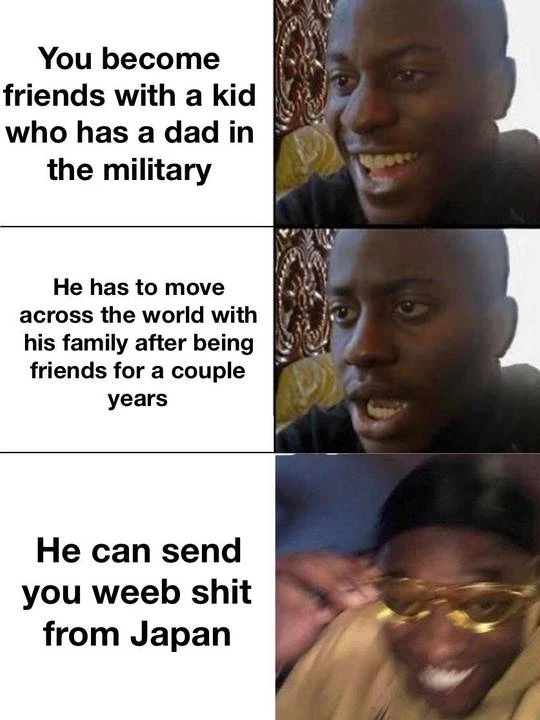 You become
friends with a kid
who has a dad in
the military
He has to move
across the world with
his family after being
friends for a couple
years
He can send
you weeb shit
from Japan